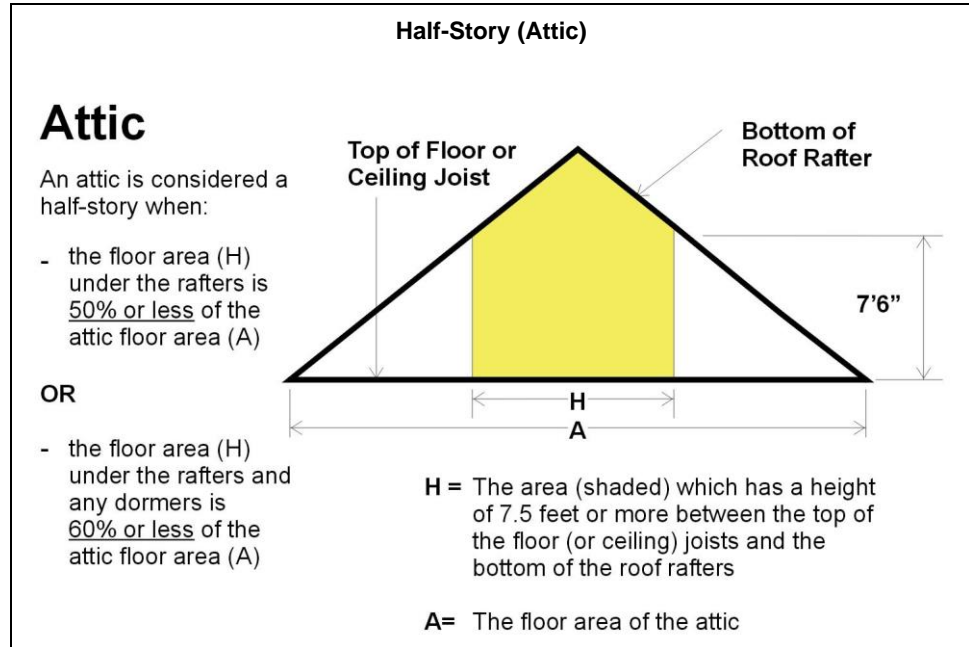 Half-Story (Attic)
Attic
An attic is considered a
half-story when:
- the floor area (H)
under the rafters is
50% or less of the
attic floor area (A)
OR
- the floor area (H)
under the rafters and
any dormers is
60% or less of the
attic floor area (A)
Top of Floor or
Ceiling Joist
Bottom of
Roof Rafter
7'6”
H
A
H = The area (shaded) which has a height
of 7.5 feet or more between the top of
the floor (or ceiling) joists and the
bottom of the roof rafters
A= The floor area of the attic